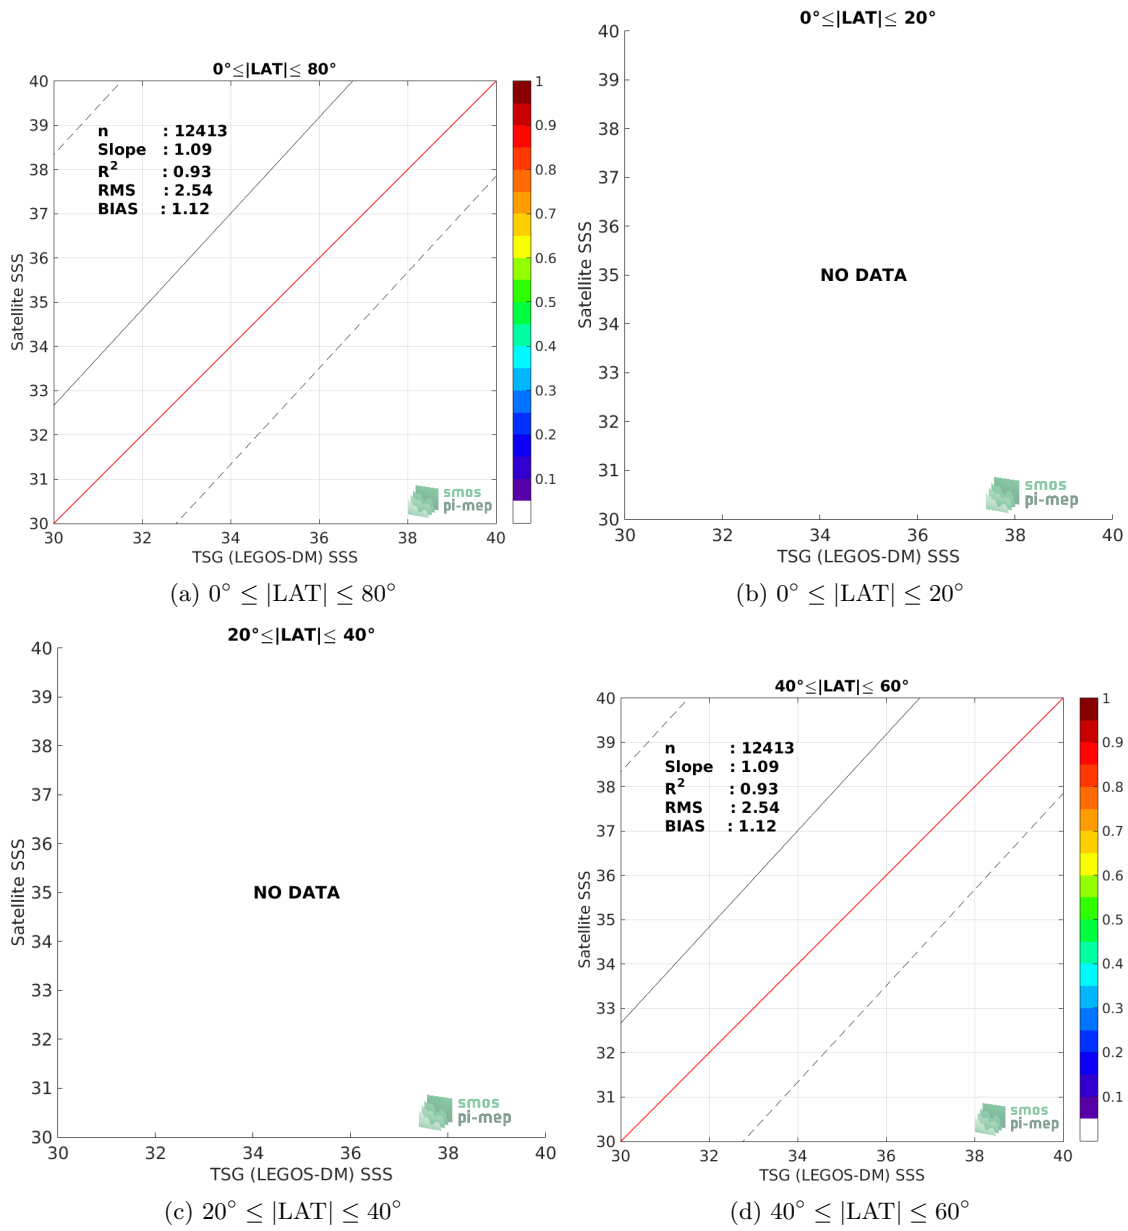 0°≤|LAT|≤ 80°
40
39
38
37
36
35
34
33
32
31
30
Satellite SSS
n : 12413
Slope : 1.09
R² : 0.93
RMS : 2.54
BIAS : 1.12
1
0.9
0.8
0.7
0.6
0.5
0.4
0.3
0.2
0.1
smos
pi-mep
30 32 34 36 38 40
TSG (LEGOS-DM) SSS
(a) 0° ≤ |LAT| ≤ 80°
0°≤|LAT|≤ 20°
40
39
38
37
36
35
34
33
32
31
30
Satellite SSS
NO DATA
smos
pi-mep
30 32 34 36 38 40
TSG (LEGOS-DM) SSS
(b) 0° ≤ |LAT| ≤ 20°
20°≤|LAT|≤ 40°
40
39
38
37
36
35
34
33
32
31
30
Satellite SSS
NO DATA
smos
pi-mep
30 32 34 36 38 40
TSG (LEGOS-DM) SSS
(c) 20° ≤ |LAT| ≤ 40°
40°≤|LAT|≤ 60°
40
39
38
37
36
35
34
33
32
31
30
Satellite SSS
n : 12413
Slope : 1.09
R² : 0.93
RMS : 2.54
BIAS : 1.12
1
0.9
0.8
0.7
0.6
0.5
0.4
0.3
0.2
0.1
smos
pi-mep
30 32 34 36 38 40
TSG (LEGOS-DM) SSS
(d) 40° ≤ |LAT| ≤ 60°